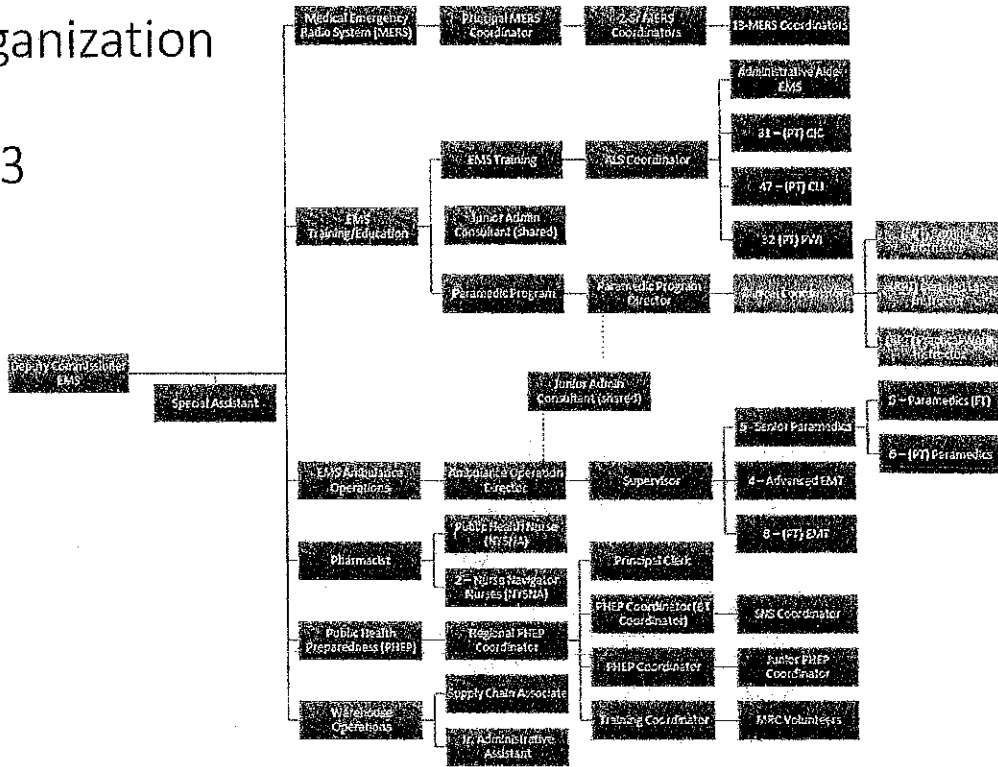 ganization
3
Medical Emergency
Radio System (MERS)
Principal MERS
Coordinator
2-Sr MERS
Coordinators
13-MERS Coordinators
Administrative Aide-
EMS
31 – (PT) CIC
47 – (PT) CLI
32 (PT) PWI
EMS Training
ALS Coordinator
EMS
Training/Education
Junior Admin
Consultant (shared)
Paramedic Program
Paramedic Program
Director
Instructor
Instructor
Instructor
Deputy Commissioner
EMS
Special Assistant
Junior Admin
Consultant (shared)
EMS Ambulance
Operations
Ambulance Operation
Director
Supervisor
5 - Senior Paramedics
– Paramedics (FT)
6 – (PT) Paramedics
4 – Advanced EMT
8 – (FT) EMT
Pharmacist
Public Health Nurse
(NYSNA)
2 – Nurse Navigator
Nurses (NYSNA)
Public Health
Preparedness (PHEP)
Regional PHEP
Coordinator
Principal Clerk
PHEP Coordinator (BT
Coordinator)
SNS Coordinator
PHEP Coordinator
Junior PHEP
Coordinator
Training Coordinator
MRC Volunteers
Warehouse
Operations
Supply Chain Associate
Jr. Administrative
Assistant